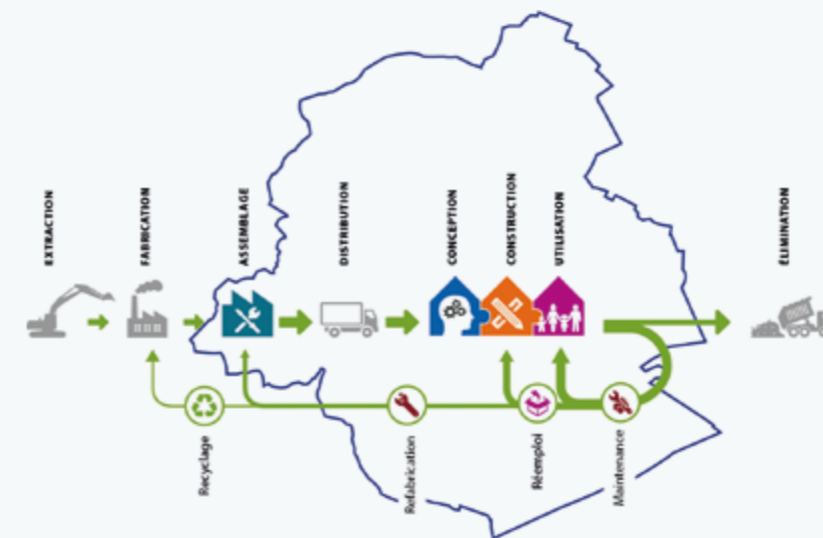 EXTRACTION
FABRICATION
ASSEMBLAGE
DISTRIBUTION
CONCEPTION
CONSTRUCTION
UTILISATION
ÉLIMINATION
Recyclage
Refabrication
Réemploi
Maintenance